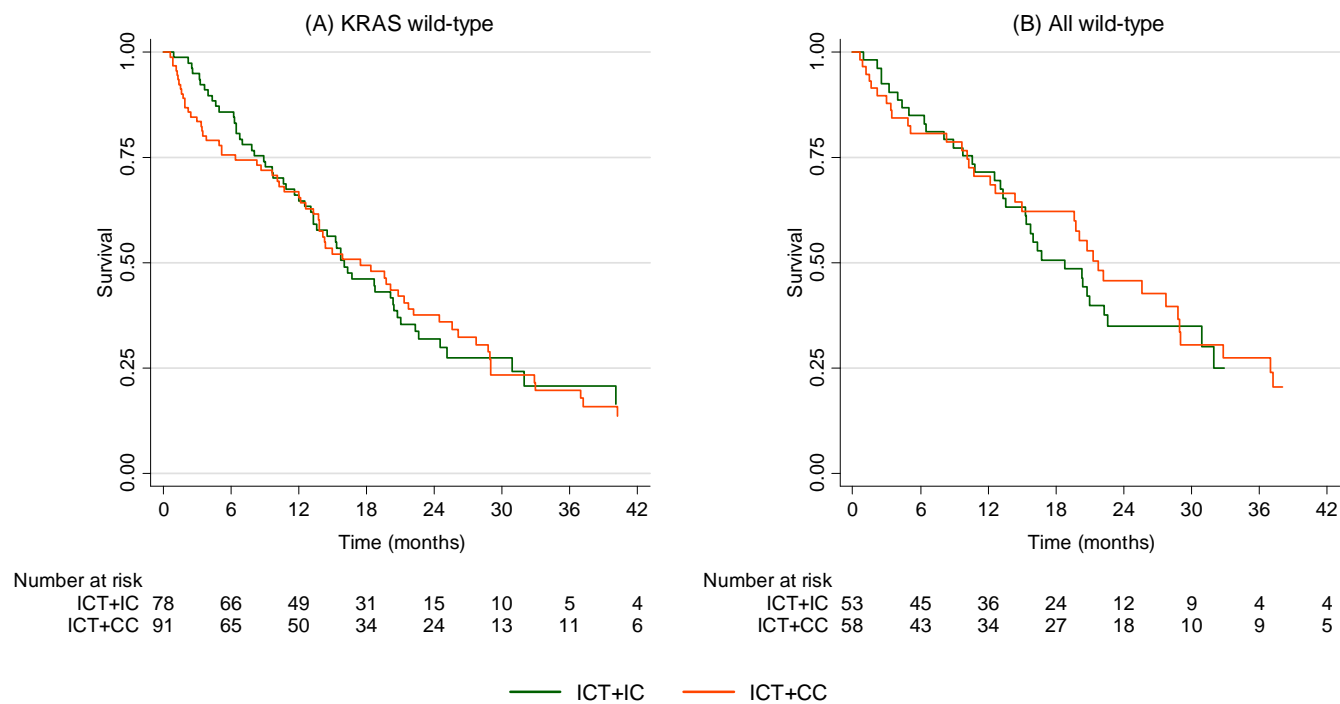 (A) KRAS wild-type
1.00
0.75
0.50
0.25
0.00
Survival
0 6 12 18 24 30 36 42
Time (months)
Number at risk
ICT+IC 78 66 49 31 15 10 5 4
ICT+CC 91 65 50 34 24 13 11 6
(B) All wild-type
1.00
0.75
0.50
0.25
0.00
Survival
0 6 12 18 24 30 36 42
Time (months)
Number at risk
ICT+IC 53 45 36 24 12 9 4 4
ICT+CC 58 43 34 27 18 10 9 5
ICT+IC ICT+CC